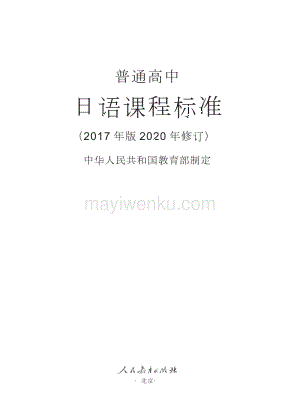 普通高中
日语课程标准
(2017 年版 2020 年修订)
中华人民共和国教育部制定
mayiwenku.com
人民教育出版社
·北京·